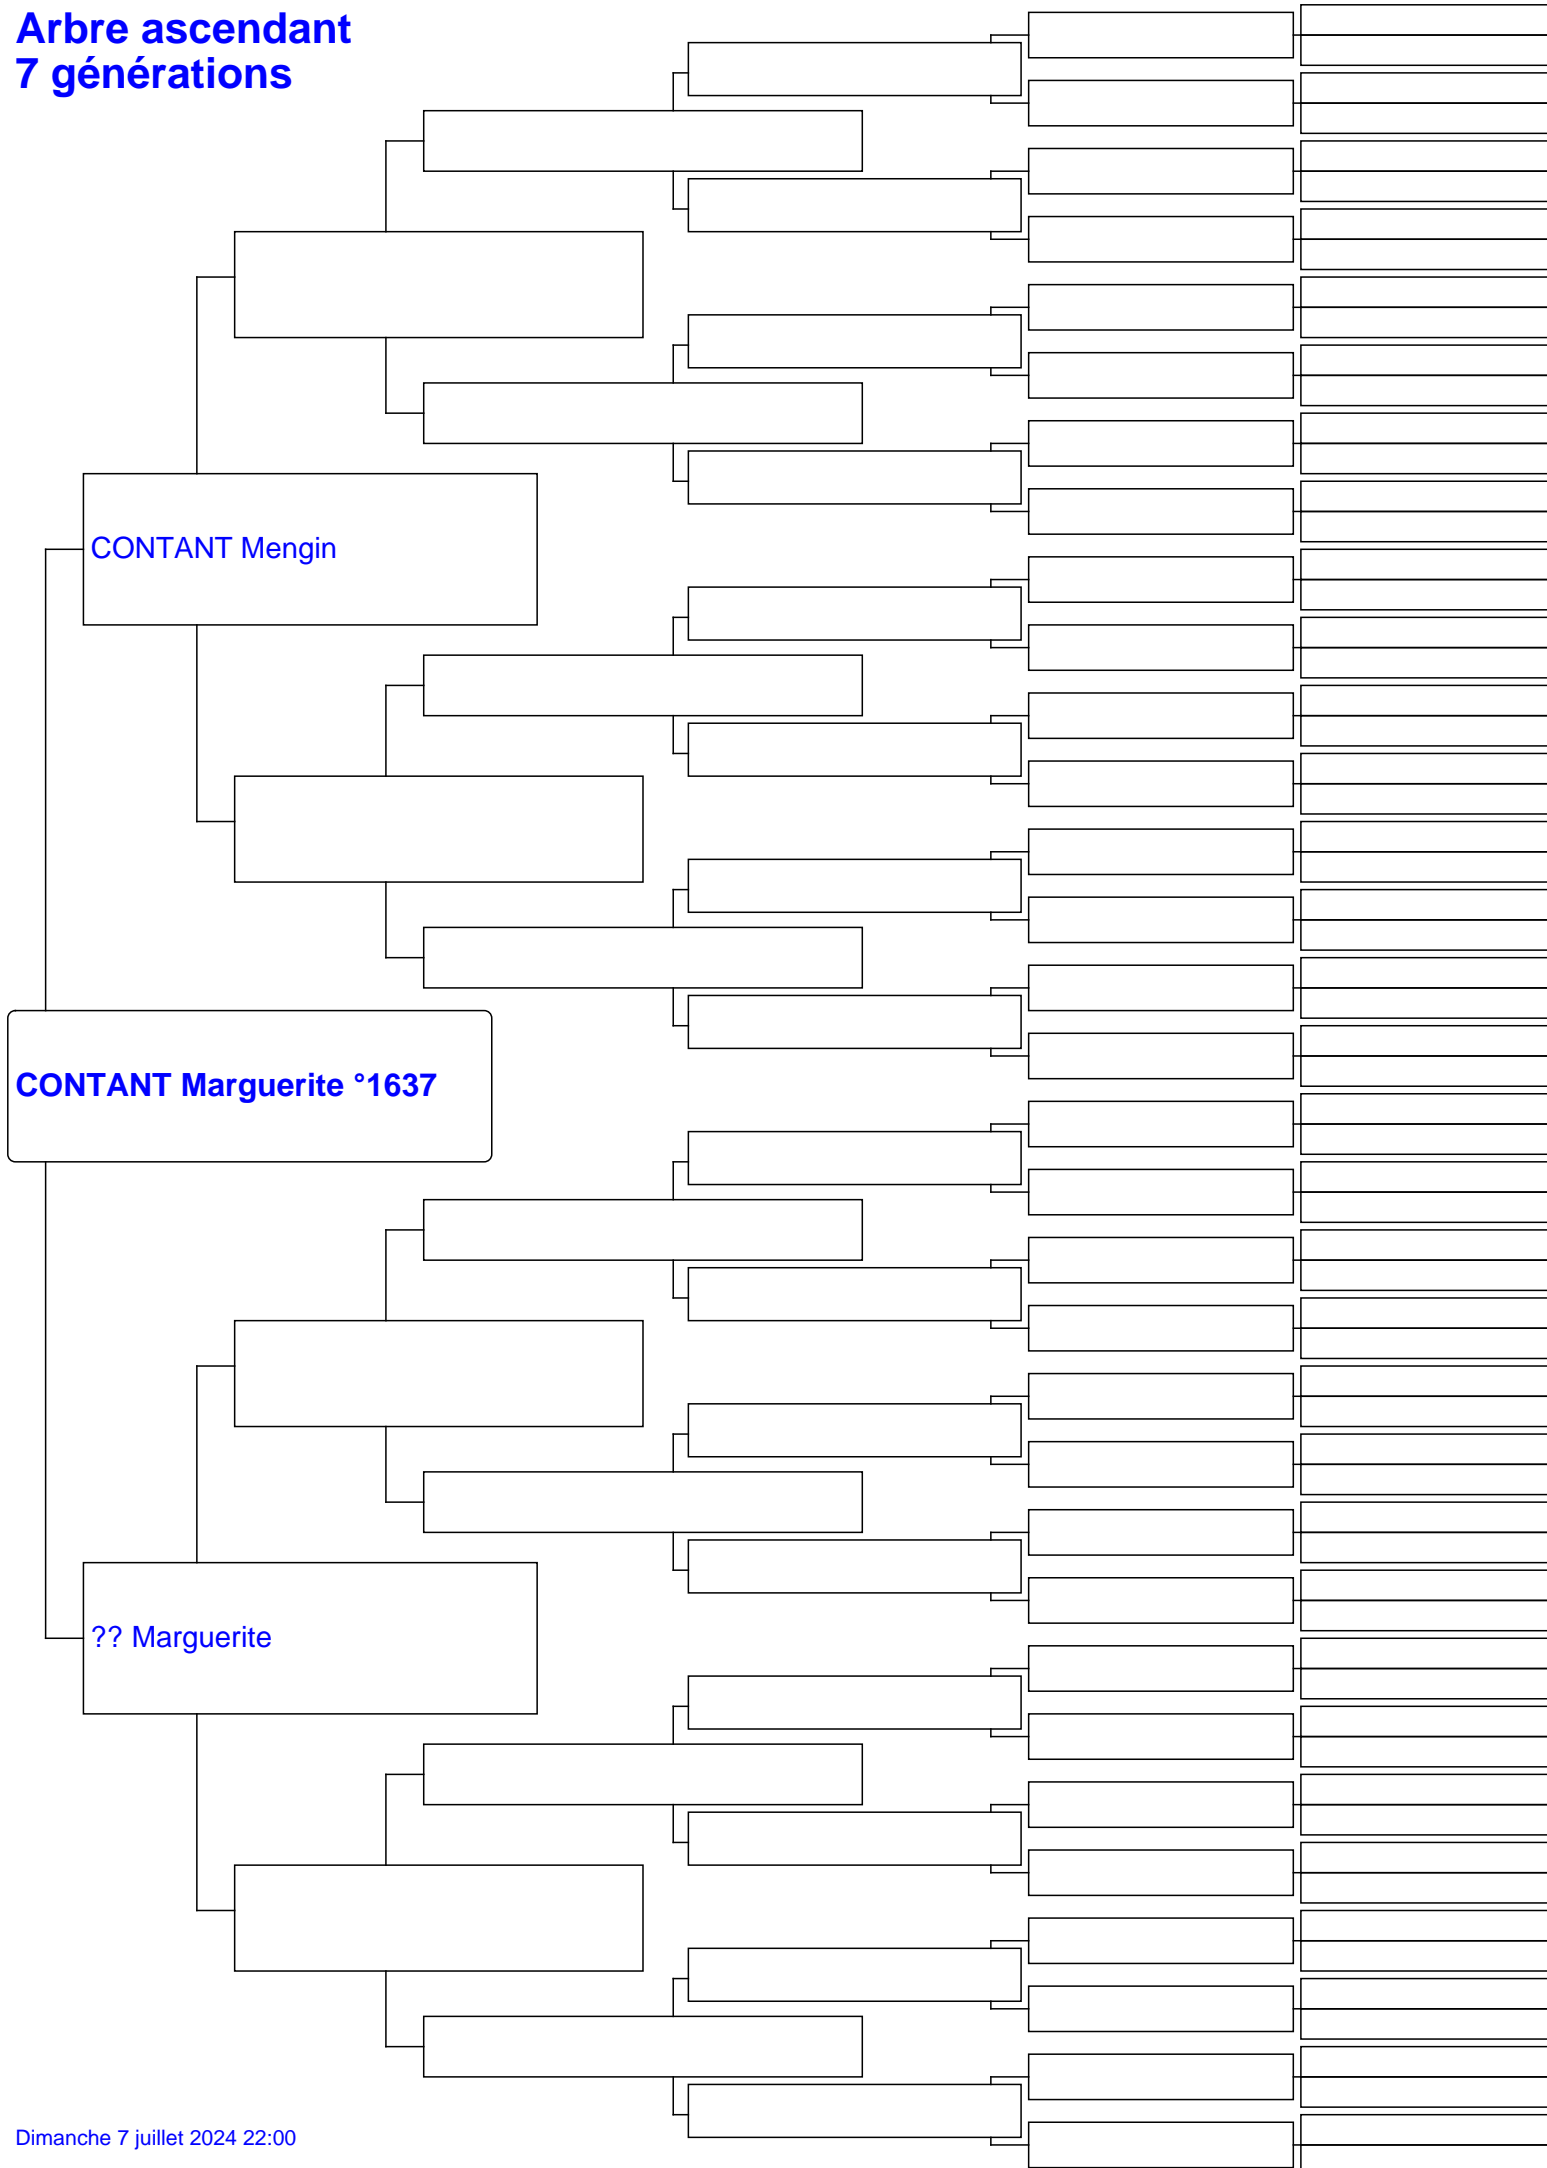 Arbre ascendant
7 générations
CONTANT Mengin
CONTANT Marguerite °1637
?? Marguerite
Dimanche 7 juillet 2024 22:00